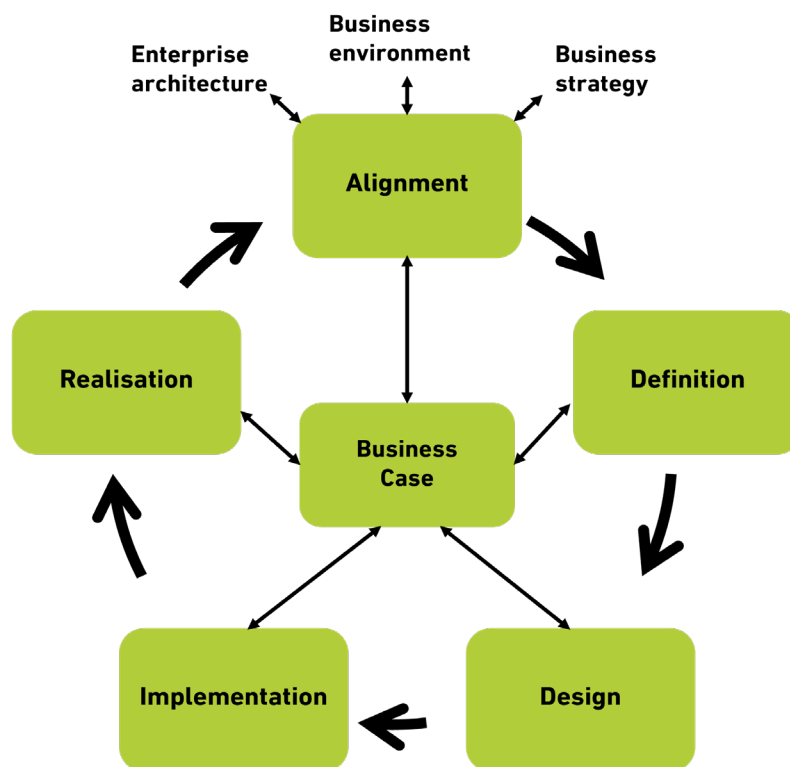 Business
environment
Enterprise
architecture
Business
strategy
Alignment
Realisation
Definition
Business
Case
Implementation
Design